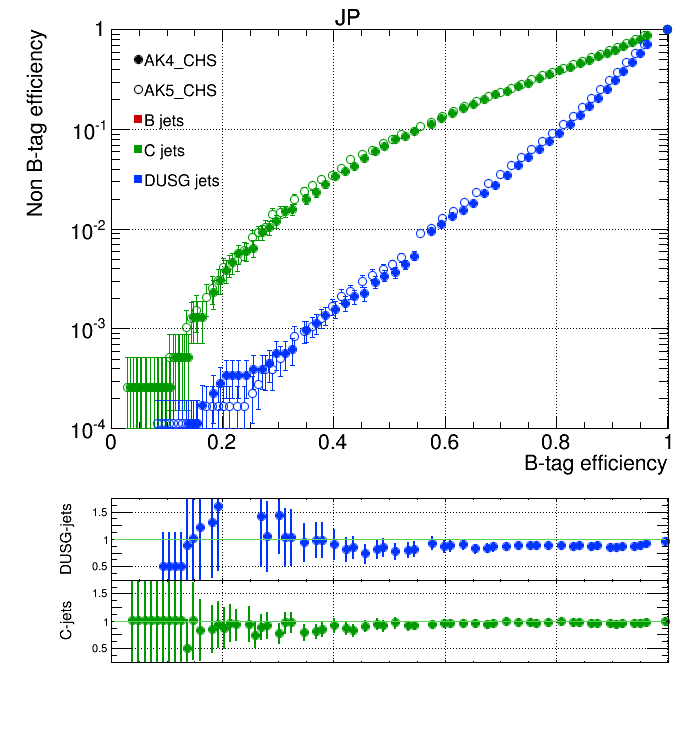 JP
Non B-tag efficiency
1
10-1
10-2
10-3
10-4
AK4_CHS
AK5_CHS
B jets
C jets
DUSG jets
0 0.2 0.4 0.6 0.8 1
B-tag efficiency
DUSG-jets
1.5
1
0.5
C-jets
1.5
1
0.5